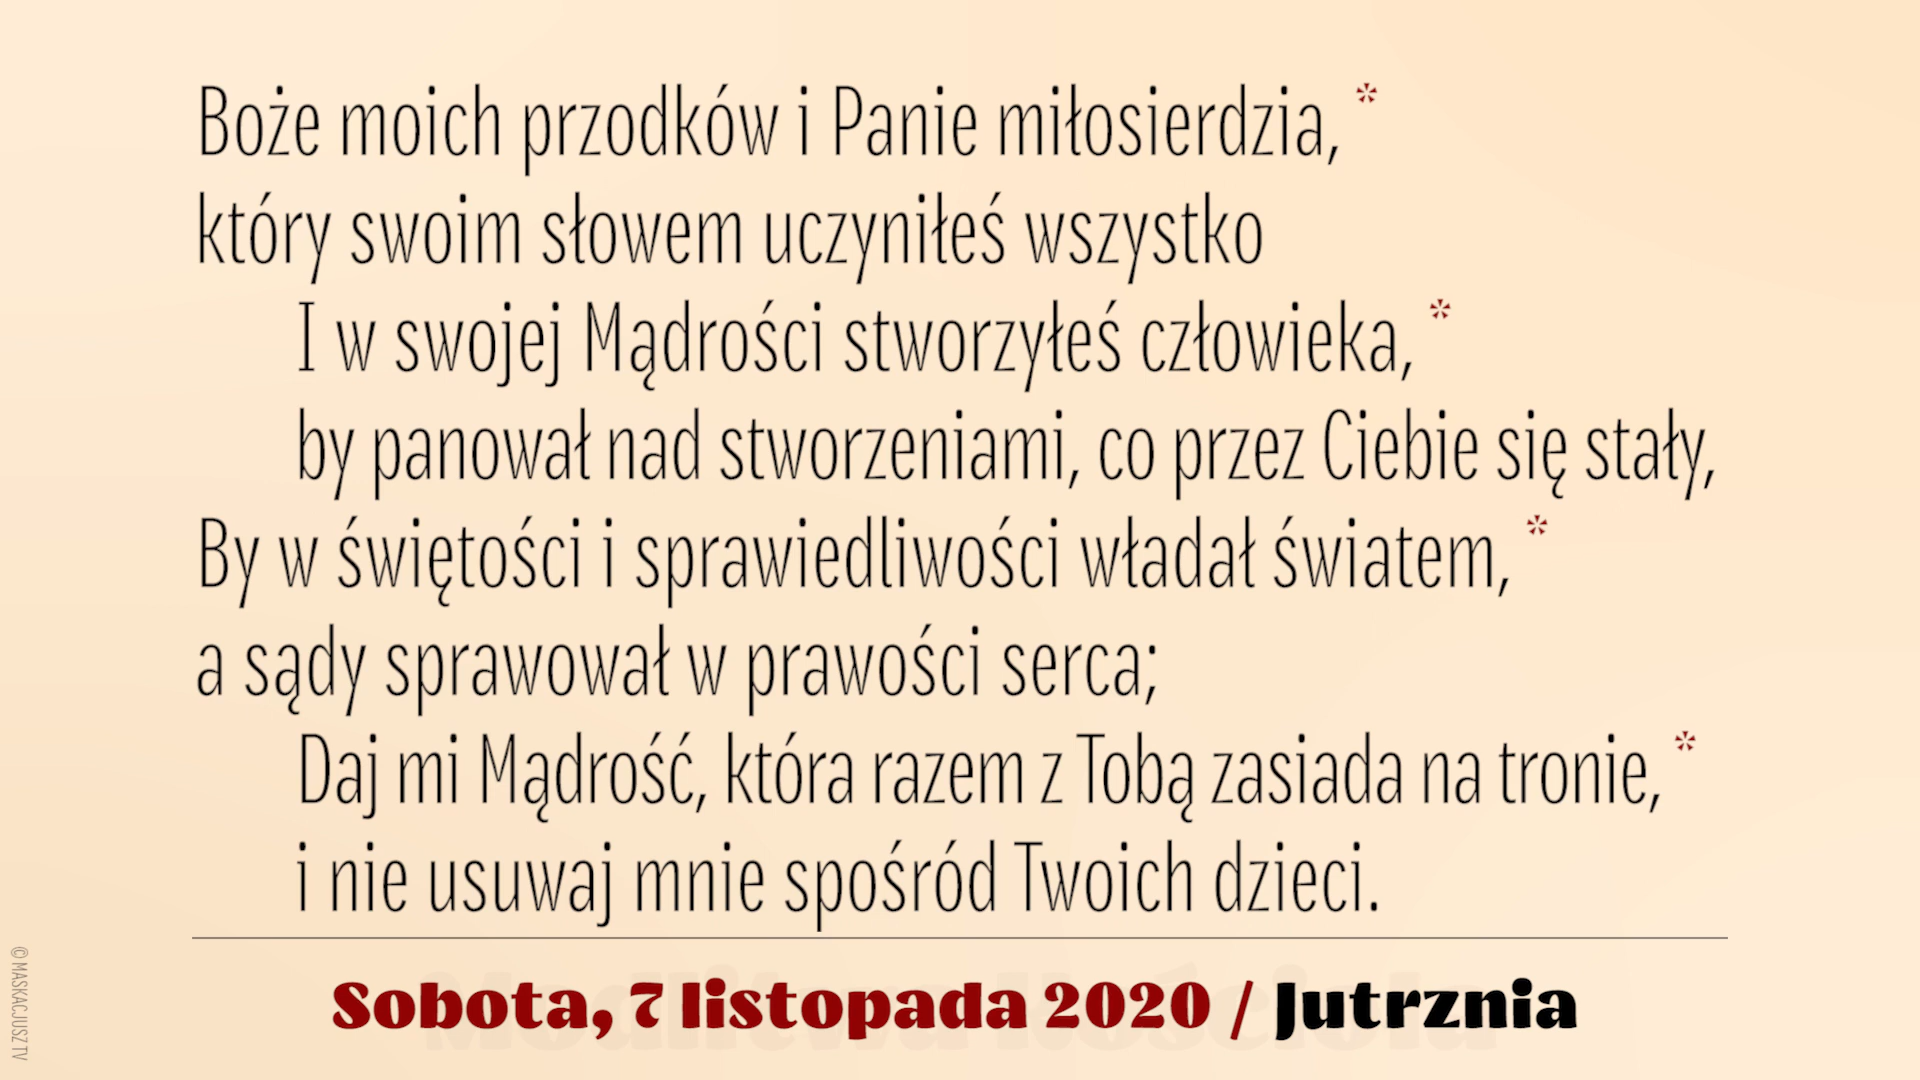 Boże moich przodków i Panie miłosierdzia, *
który swoim słowem uczyniłeś wszystko
I w swojej Mądrości stworzyłeś człowieka, *
by panował nad stworzeniami, co przez Ciebie się stały,
By w świętości i sprawiedliwości władał światem, *
a sądy sprawował w prawości serca;
Daj mi Mądrość, która razem z Tobą zasiada na tronie, *
i nie usuwaj mnie spośród Twoich dzieci.
Sobota, 7 listopada 2020 / Jutrznia
Modlitwa Kościoła
© MASKACJUSZ TV